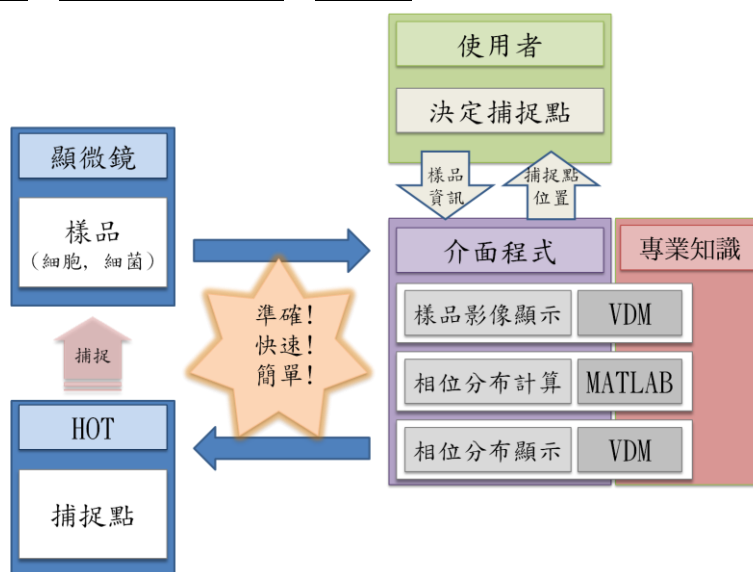 使用者
決定捕捉點
樣品
資訊
捕捉點
位置
顯微鏡
樣品
(細胞, 細菌)
準確!
快速!
簡單!
介面程式
專業知識
樣品影像顯示
VDM
相位分布計算
MATLAB
相位分布顯示
VDM
捕捉
HOT
捕捉點